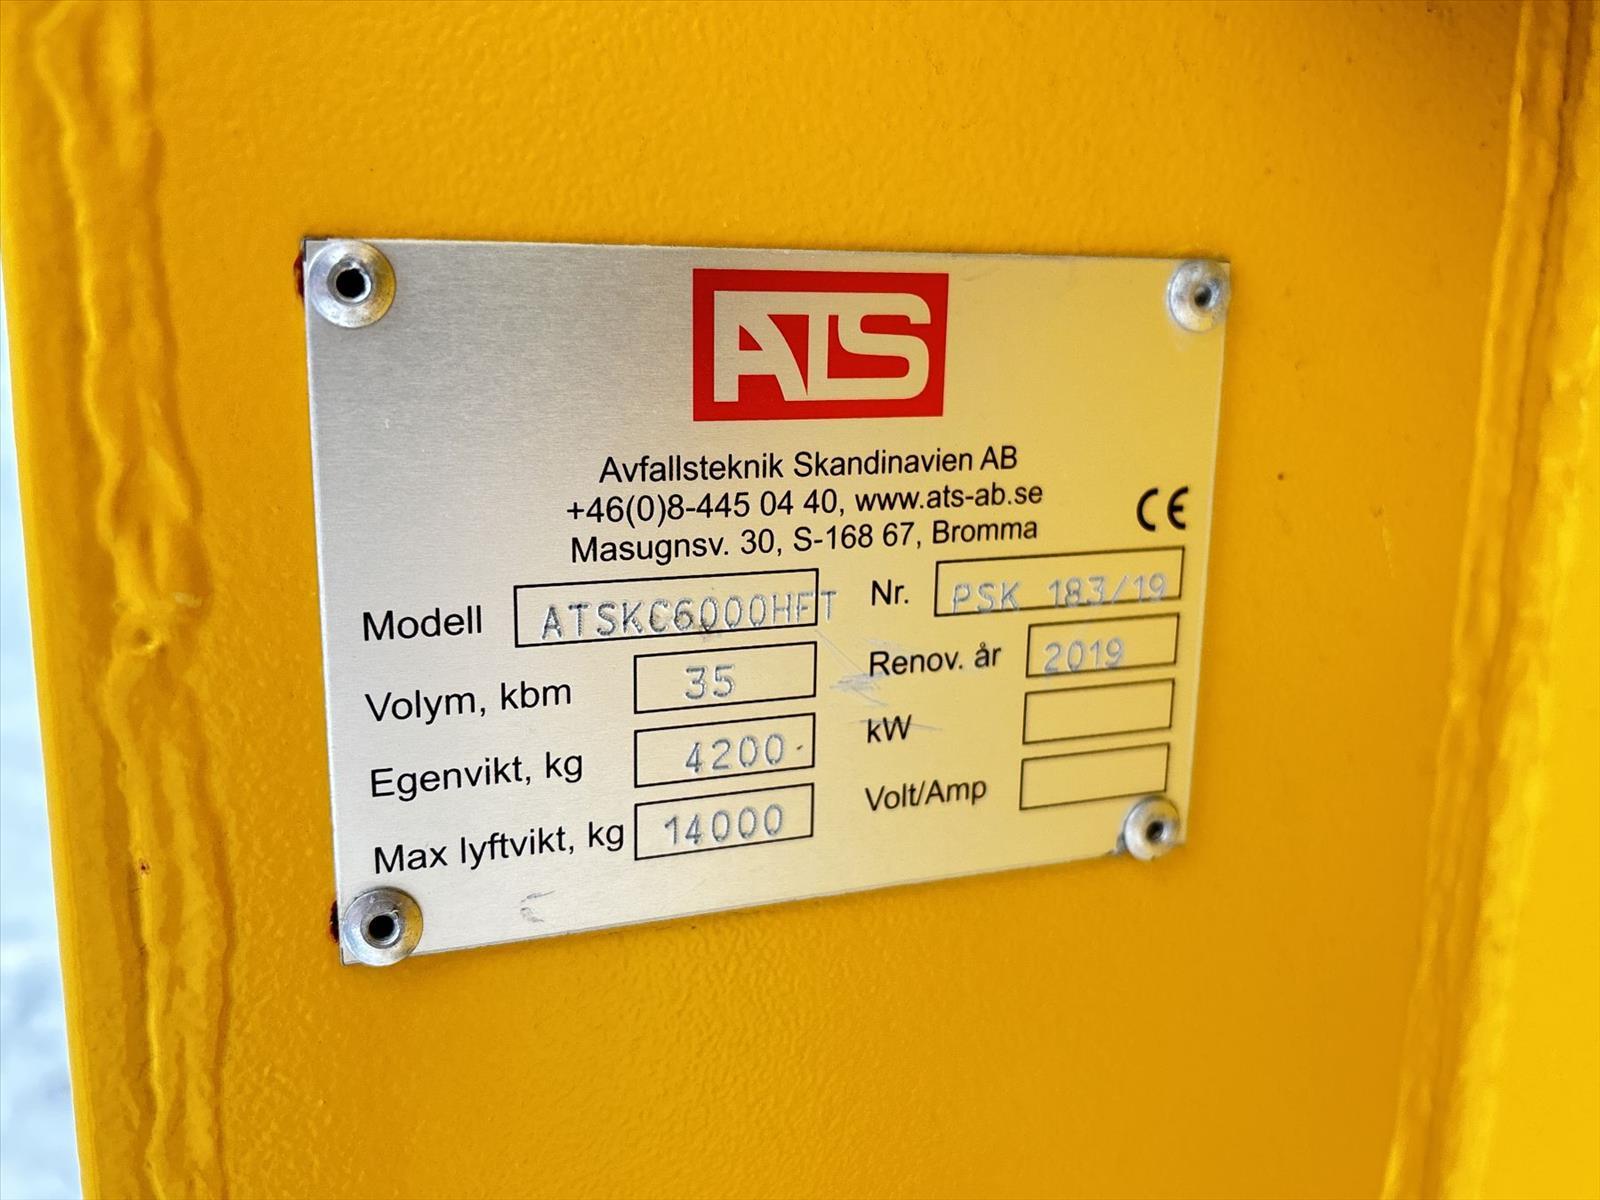 ATS
Avfallsteknik Skandinavien AB
+46(0)8-445 04 40, www.ats-ab.se
Masugnsv. 30, S-168 67, Bromma
CE
Modell ATSKC6000HFT
Nr. PSK 183/19
Volym, kbm 35
Renov. år 2019
Egenvikt, kg 4200
kW
Max lyftvikt, kg 14000
Volt/Amp